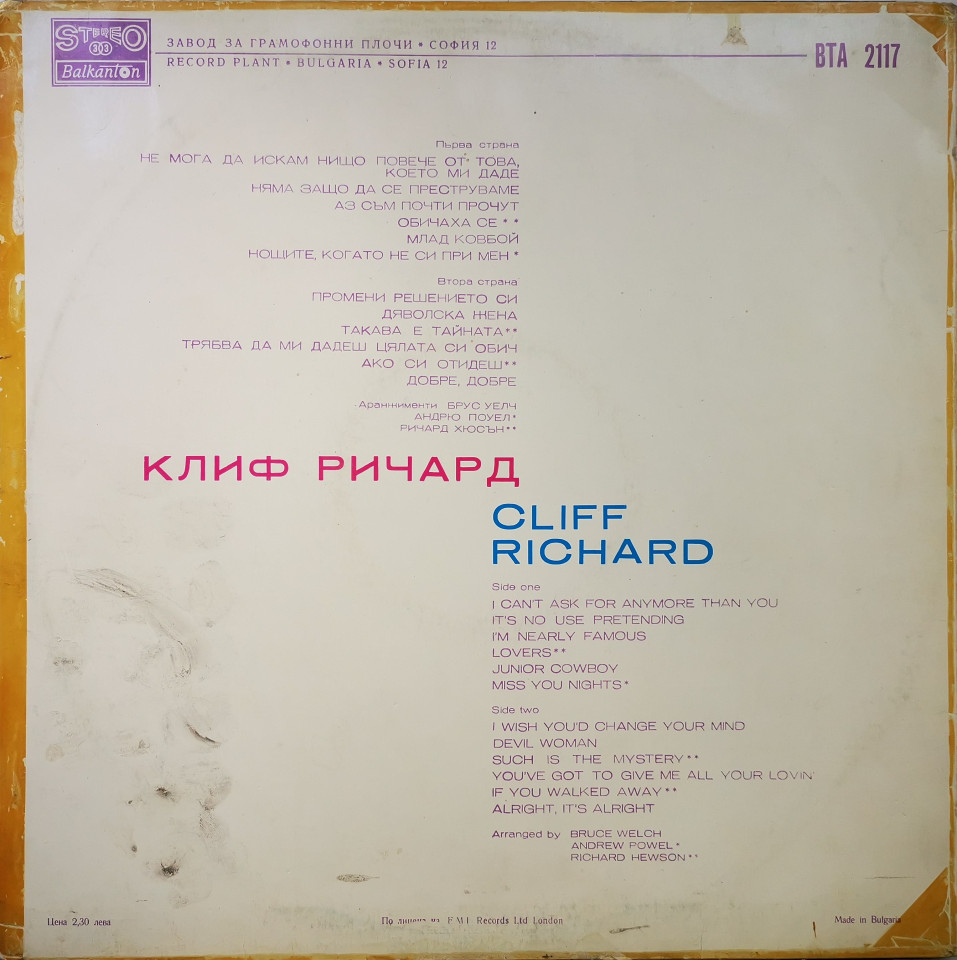 STEREO
33
Balkanton
ЗАВОД ЗА ГРАМОФОННИ ПЛОЧИ • СОФИЯ 12
RECORD PLANT • BULGARIA • SOFIA 12
ВТА 2117
Първа страна
НЕ МОГА ДА ИСКАМ НИЩО ПОВЕЧЕ ОТ ТОВА,
КОЕТО МИ ДАДЕ
НЯМА ЗАЩО ДА СЕ ПРЕСТРУВАМЕ
АЗ СЪМ ПОЧТИ ПРОЧУТ
ОБИЧАХА СЕ **
МЛАД КОВБОЙ
НОЩИТЕ, КОГАТО НЕ СИ ПРИ МЕН *
Втора страна
ПРОМЕНИ РЕШЕНИЕТО СИ
ДЯВОЛСКА ЖЕНА
ТАКАВА Е ТАЙНАТА**
ТРЯБВА ДА МИ ДАДЕШ ЦЯЛАТА СИ ОБИЧ
АКО СИ ОТИДЕШ**
ДОБРЕ, ДОБРЕ
Аранжименти БРУС УЕЛЧ
АНДРЮ ПОУЕЛ*
РИЧАРД ХЮСЪН**
КЛИФ РИЧАРД
CLIFF
RICHARD
Side one
I CAN'T ASK FOR ANYMORE THAN YOU
IT'S NO USE PRETENDING
I'M NEARLY FAMOUS
LOVERS**
JUNIOR COWBOY
MISS YOU NIGHTS*
Side two
I WISH YOU'D CHANGE YOUR MIND
DEVIL WOMAN
SUCH IS THE MYSTERY**
YOU'VE GOT TO GIVE ME ALL YOUR LOVIN'
IF YOU WALKED AWAY**
ALRIGHT, IT'S ALRIGHT
Arranged by BRUCE WELCH
ANDREW POWEL*
RICHARD HEWSON**
Цена 2,30 лева
По лиценз на EMI Records Ltd London
Made in Bulgaria